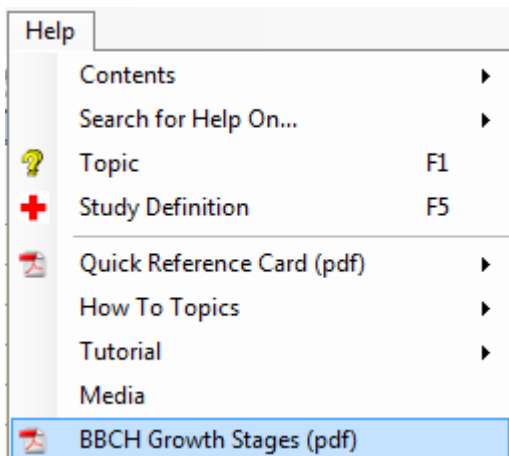 Help
Contents
Search for Help On...
Topic F1
Study Definition F5
Quick Reference Card (pdf)
How To Topics
Tutorial
Media
BBCH Growth Stages (pdf)